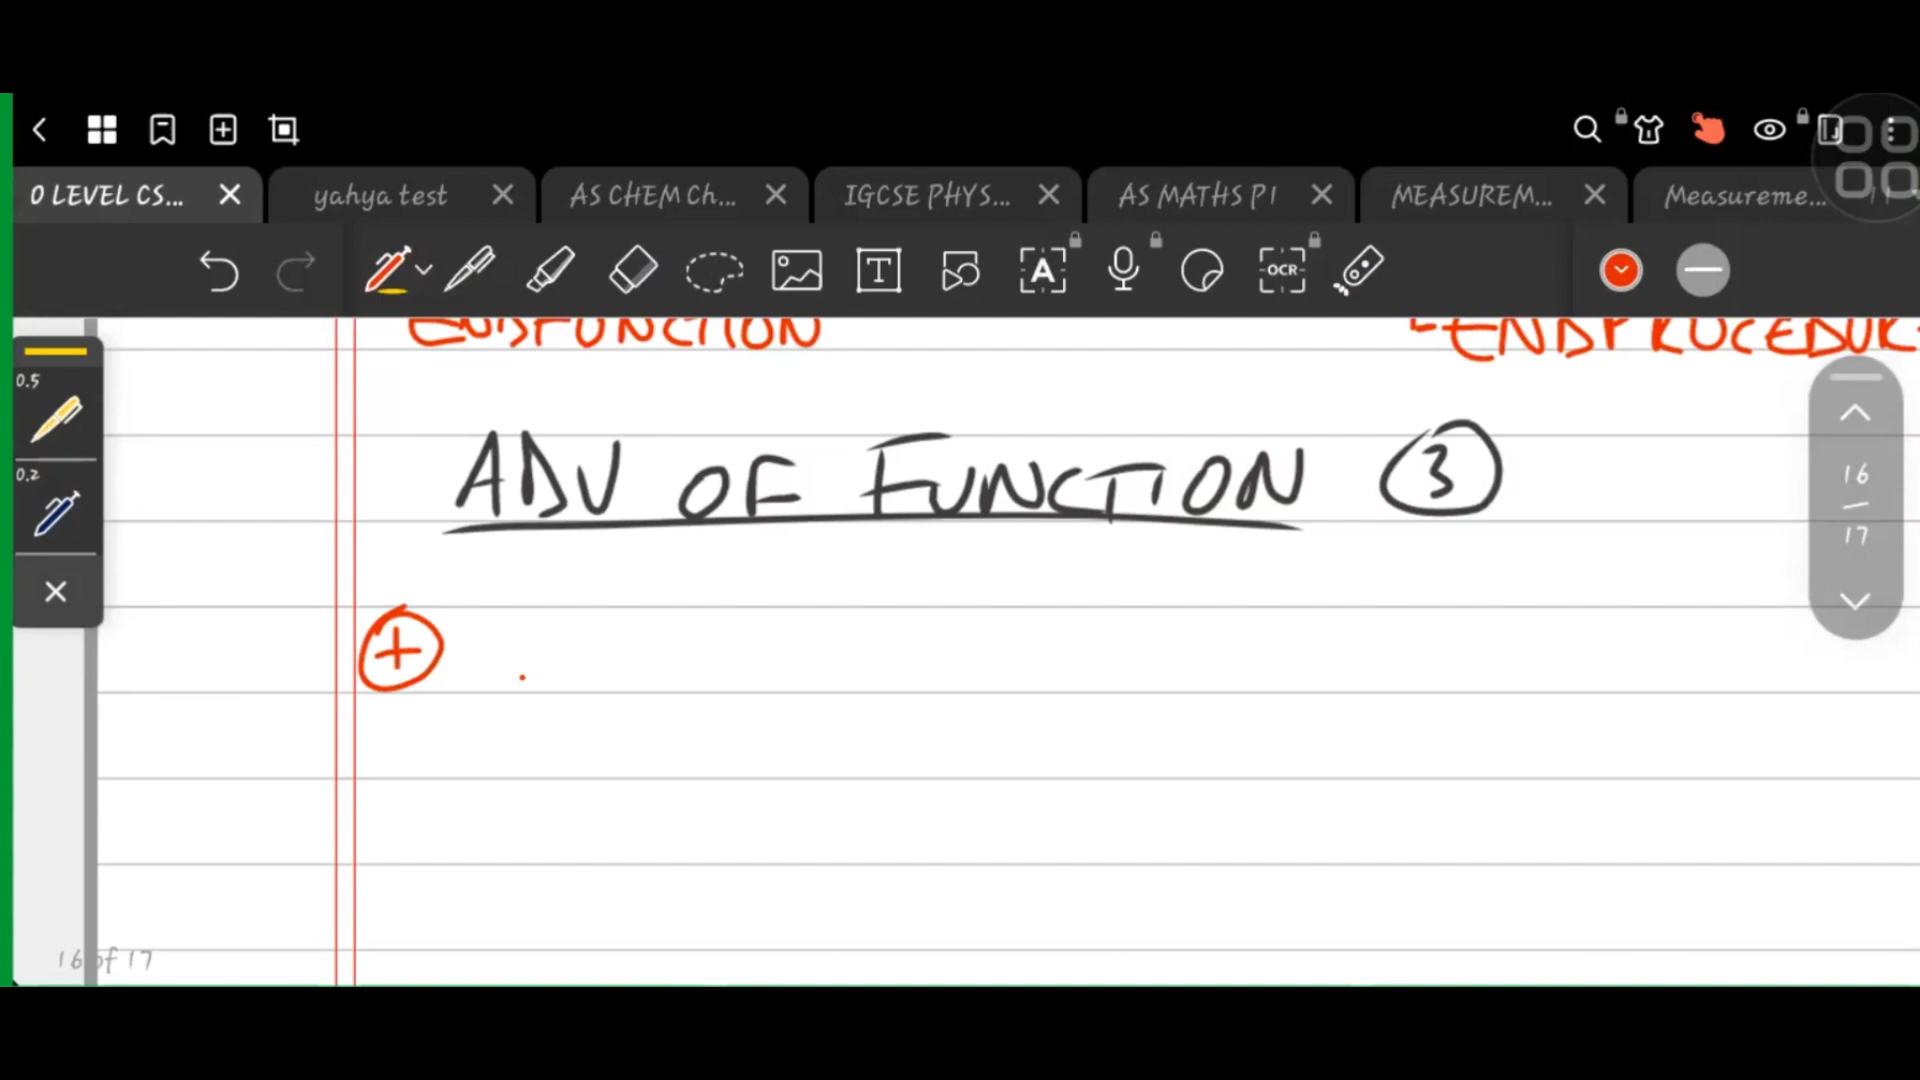 O LEVEL CS... yahya test AS CHEM Ch... IGCSE PHYS... AS MATHS P1 MEASUREM... Measureme...
T A OCR
ENDFUNCTION ENDPROCEDUR
0.5
ADV OF FUNCTION 3
16
17
0.2
+
16 of 17